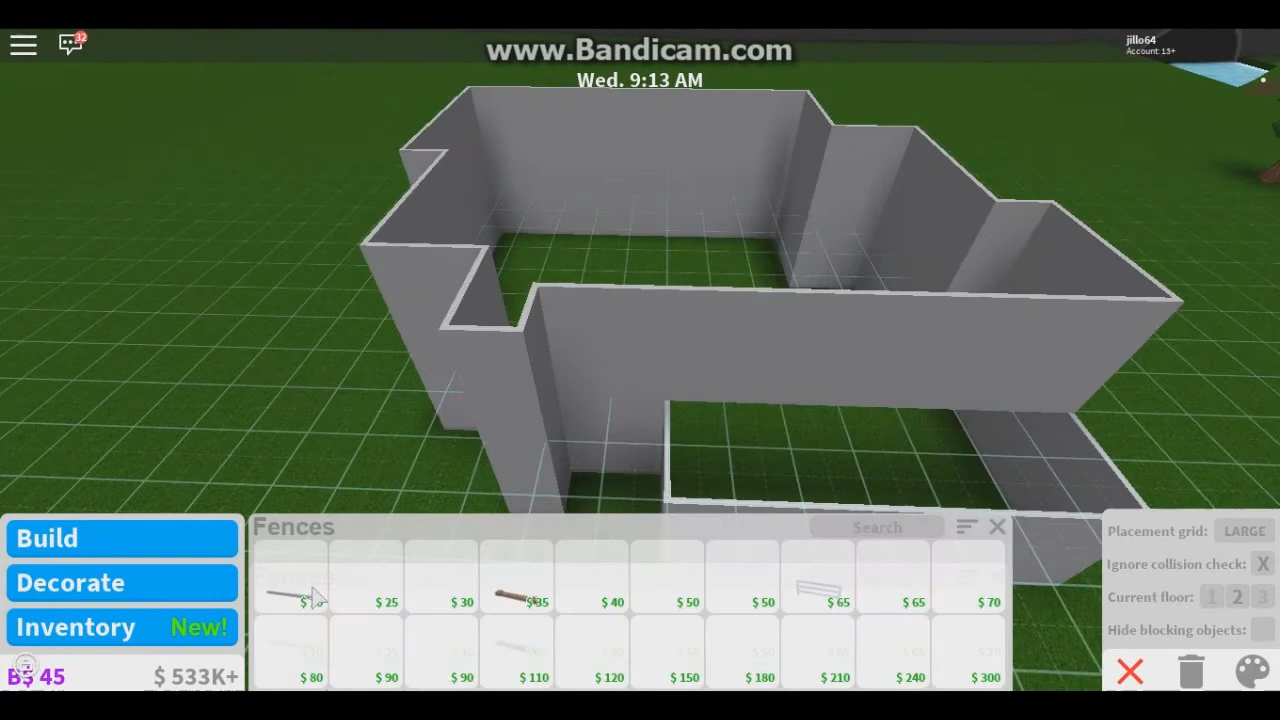 www.Bandicam.com
32
jillo64
Account: 13+
Wed. 9:13 AM
Build
Decorate
Inventory New!
B$ 45 $ 533K+
Fences
Search
$ 25 $ 30 $ 35 $ 40 $ 50 $ 50 $ 65 $ 65 $ 70
$ 80 $ 90 $ 90 $ 110 $ 120 $ 150 $ 180 $ 210 $ 240 $ 300
Placement grid: LARGE
Ignore collision check: X
Current floor: 1 2 3
Hide blocking objects: